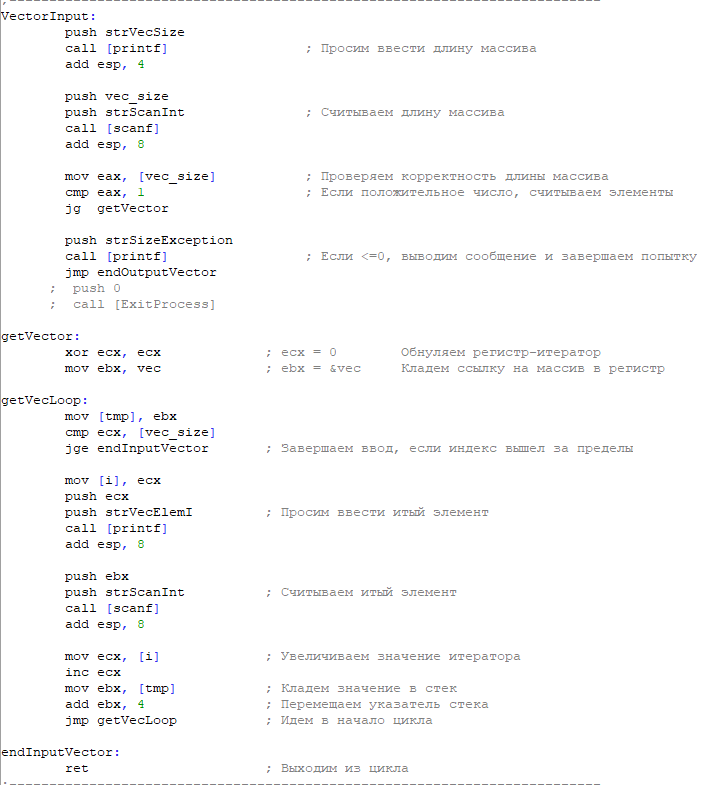 ;--------------------------------------------------------------------------
VectorInput:
        push strVecSize
        call [printf]                 ; Просим ввести длину массива
        add esp, 4

        push vec_size
        push strScanInt               ; Считываем длину массива
        call [scanf]
        add esp, 8

        mov eax, [vec_size]           ; Проверяем корректность длины массива
        cmp eax, 1                    ; Если положительное число, считываем элементы
        jg  getVector

        push strSizeException
        call [printf]                 ; Если <=0, выводим сообщение и завершаем попытку
        jmp endOutputVector
      ;  push 0
      ;  call [ExitProcess]

getVector:
        xor ecx, ecx             ; ecx = 0        Обнуляем регистр-итератор
        mov ebx, vec             ; ebx = &vec     Кладем ссылку на массив в регистр

getVecLoop:
        mov [tmp], ebx
        cmp ecx, [vec_size]
        jge endInputVector       ; Завершаем ввод, если индекс вышел за пределы

        mov [i], ecx
        push ecx
        push strVecElemI         ; Просим ввести итый элемент
        call [printf]
        add esp, 8

        push ebx
        push strScanInt          ; Считываем итый элемент
        call [scanf]
        add esp, 8

        mov ecx, [i]             ; Увеличиваем значение итератора
        inc ecx
        mov ebx, [tmp]           ; Кладем значение в стек
        add ebx, 4               ; Перемещаем указатель стека
        jmp getVecLoop           ; Идем в начало цикла

endInputVector:
        ret                      ; Выходим из цикла
;--------------------------------------------------------------------------